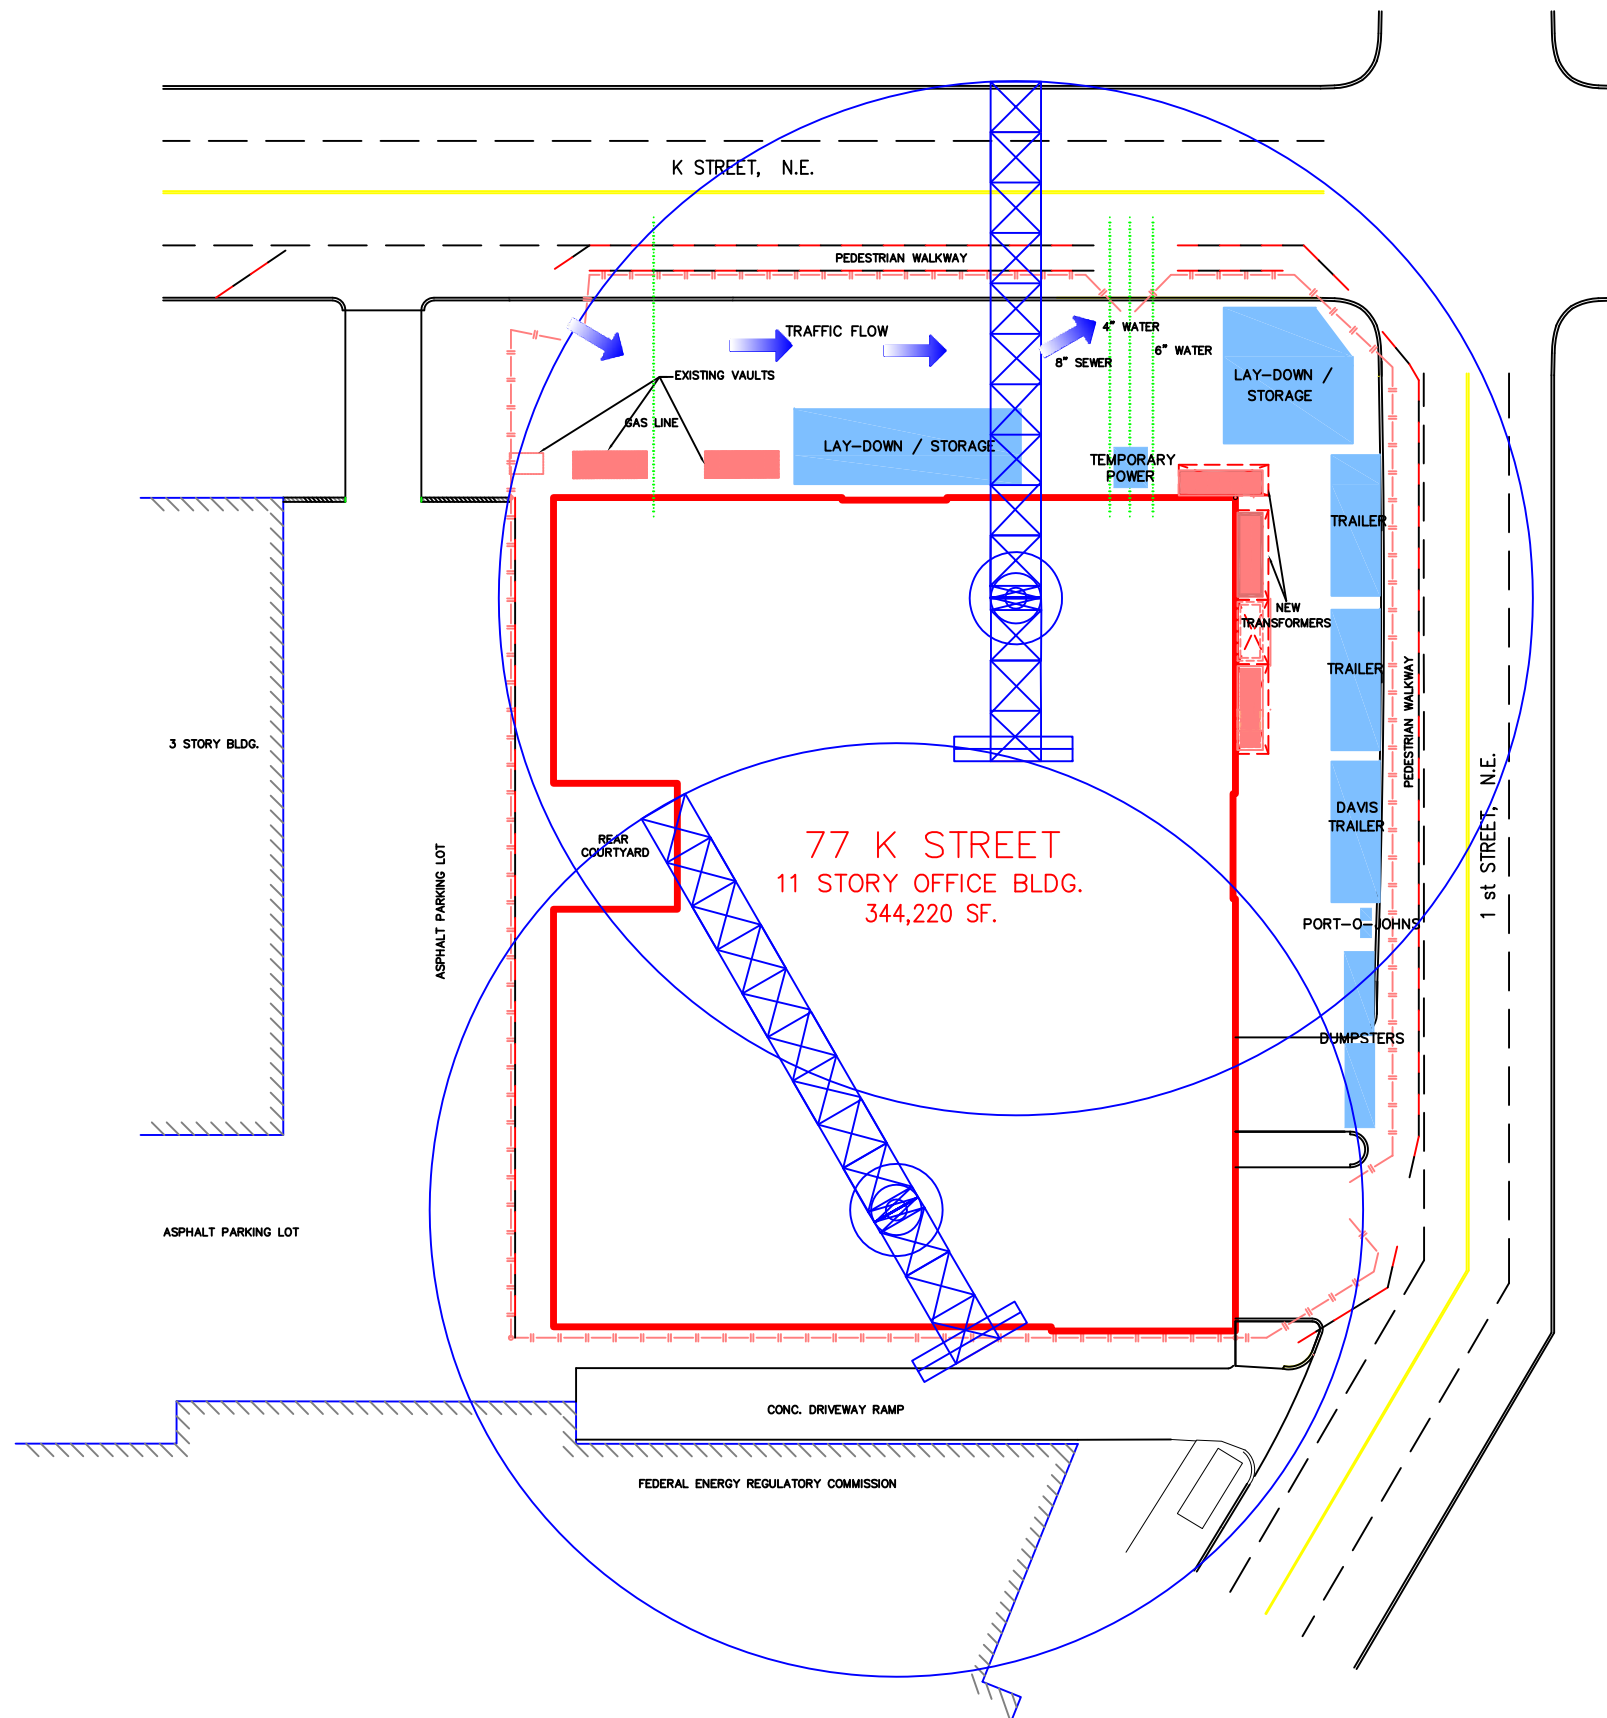 K STREET, N.E.
PEDESTRIAN WALKWAY
TRAFFIC FLOW
4" WATER
8" SEWER
6" WATER
EXISTING VAULTS
LAY-DOWN /
STORAGE
GAS LINE
LAY-DOWN / STORAGE
TEMPORARY
POWER
TRAILER
NEW
TRANSFORMERS
TRAILER
PEDESTRIAN WALKWAY
3 STORY BLDG.
1 st STREET, N.E.
DAVIS
TRAILER
REAR
COURTYARD
77 K STREET
11 STORY OFFICE BLDG.
344,220 SF.
ASPHALT PARKING LOT
PORT-O-JOHNS
DUMPSTERS
ASPHALT PARKING LOT
CONC. DRIVEWAY RAMP
FEDERAL ENERGY REGULATORY COMMISSION